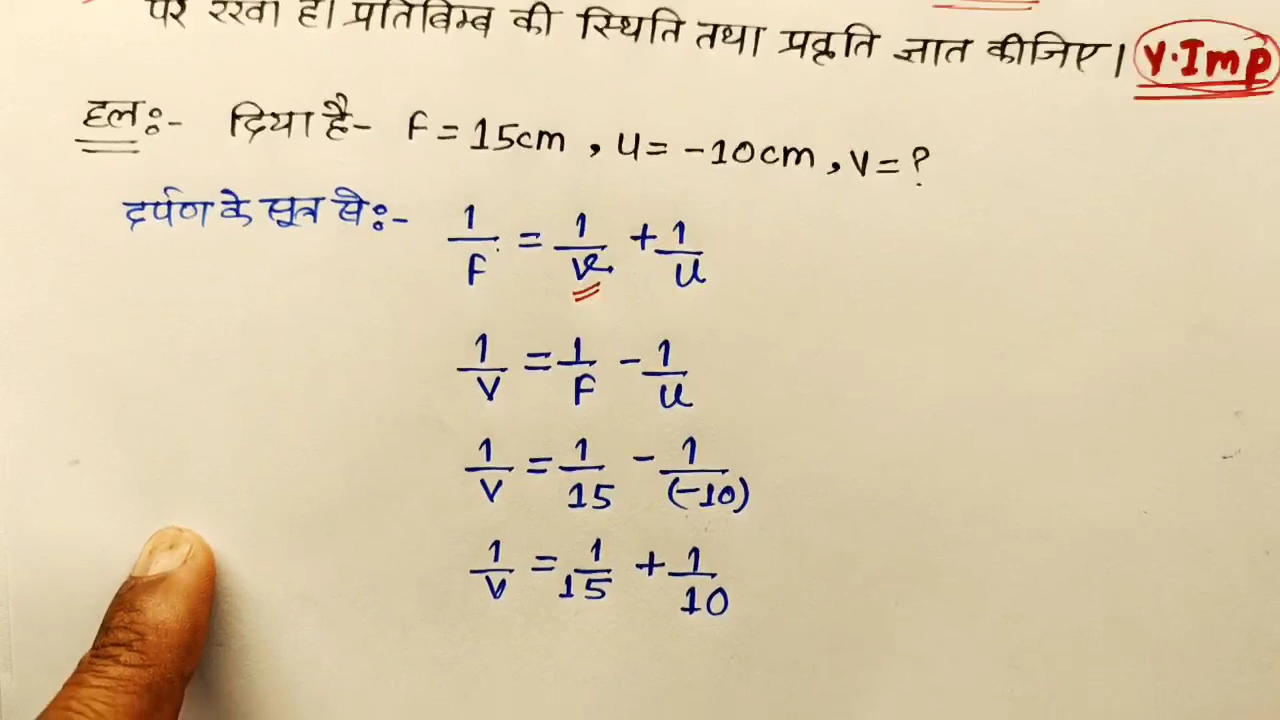 पर रखा है। प्रतिबिम्ब की स्थिति तथा प्रकृति ज्ञात कीजिए। V.Imp
हल:- दिया है- f = 15cm, u = -10cm, v = ?
दर्पण के सूत्र से:- 1/f = 1/v + 1/u
1/v = 1/f - 1/u
1/v = 1/15 - 1/(-10)
1/v = 1/15 + 1/10